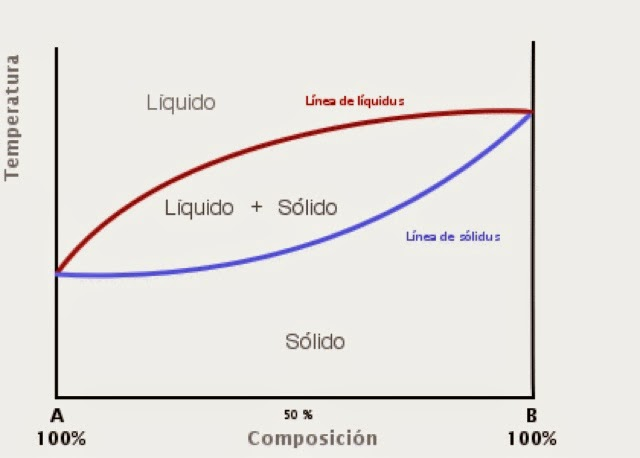 Temperatura
Líquido
Línea de líquidus
Líquido + Sólido
Línea de sólidus
Sólido
A 50 % B
100% Composición 100%